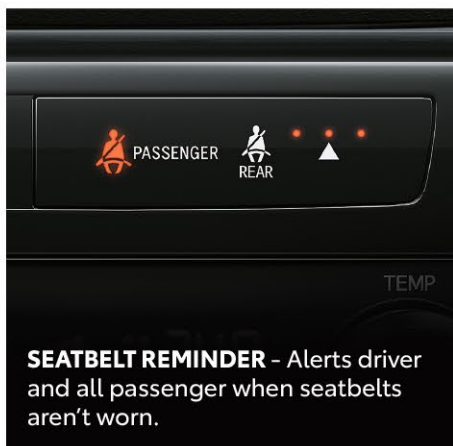 PASSENGER
REAR
TEMP
SEATBELT REMINDER - Alerts driver
and all passenger when seatbelts
aren't worn.